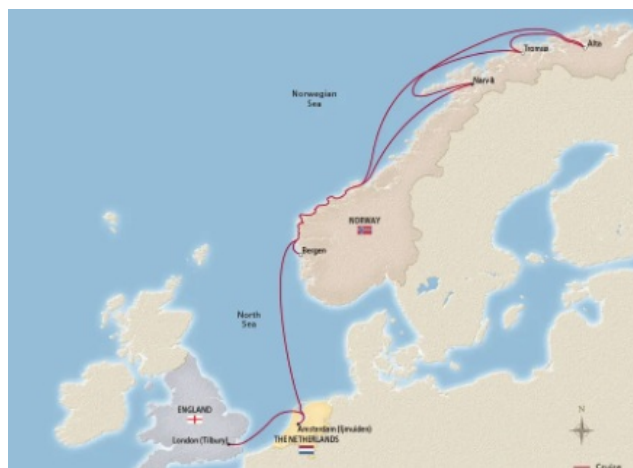 Tromsø
Alta
Narvik
Norwegian
Sea
NORWAY
Bergen
North
Sea
ENGLAND
London (Tilbury)
Amsterdam (Ijmuiden)
THE NETHERLANDS
N
Cruise